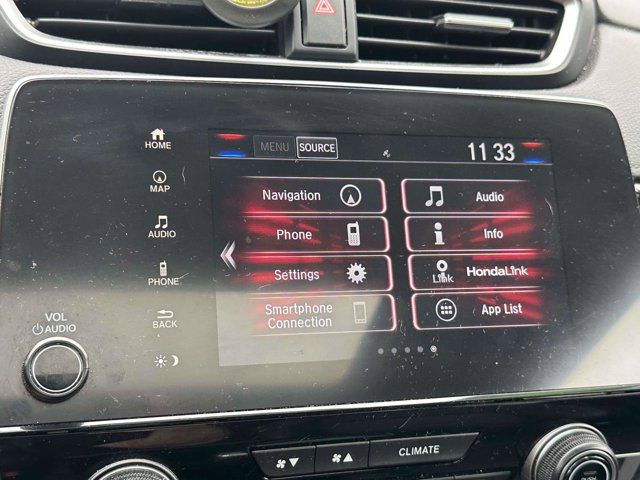 MENU SOURCE 11 33
HOME
MAP
AUDIO
PHONE
BACK
VOL
AUDIO
Navigation Audio
Phone Info
Settings Link HondaLink
Smartphone
Connection App List
CLIMATE
PUSH